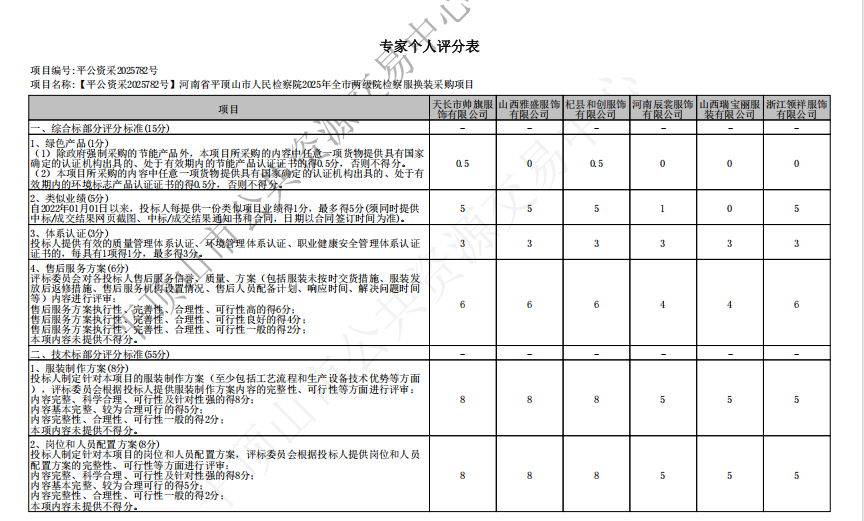 专家个人评分表
项目编号:平公资采2025782号
项目名称:【平公资采2025782号】河南省平顶山市人民检察院2025年全市两级院检察服换装采购项目
项目 天长市帅旗服饰有限公司 山西雅盛服饰有限公司 杞县和创服饰有限公司 河南辰裳服饰有限公司 山西瑞宝丽服装有限公司 浙江领祥服饰有限公司
一、综合标部分评分标准(15分) – – – – – –
1、绿色产品(1分)
(1)除政府强制采购的节能产品外,本项目所采购的内容中任意一项货物提供具有国家
确定的认证机构出具的、处于有效期内的节能产品认证证书的得0.5分,否则不得分。
(2)本项目所采购的内容中任意一项货物提供具有国家确定的认证机构出具的、处于有
效期内的环境标志产品认证证书的得0.5分,否则不得分。
0.5 0 0.5 0 0 0
2、类似业绩(5分)
自2022年01月01日以来,投标人每提供一份类似项目业绩得1分,最多得5分(须同时提供
中标/成交结果网页截图、中标/成交结果通知书和合同,日期以合同签订时间为准)。
5 5 5 1 0 5
3、体系认证(3分)
投标人提供有效的质量管理体系认证、环境管理体系认证、职业健康安全管理体系认证
证书的,每具有1项得1分,最多得3分。
3 3 3 3 3 3
4、售后服务方案(6分)
评标委员会对各投标人售后服务信誉、质量、方案(包括服装未按时交货措施、服装发
放后返修措施、售后服务机构设置情况、售后人员配备计划、响应时间、解决问题时间
等)内容进行评审:
售后服务方案执行性、完善性、合理性、可行性高的得6分;
售后服务方案执行性、完善性、合理性、可行性良好的得4分;
售后服务方案执行性、完善性、合理性、可行性一般的得2分;
本项内容未提供不得分。
6 6 6 4 4 6
二、技术标部分评分标准(55分) – – – – – –
1、服装制作方案(8分)
投标人制定针对本项目的服装制作方案(至少包括工艺流程和生产设备技术优势等方面
),评标委员会根据投标人提供服装制作方案内容的完整性、可行性等方面进行评审:
内容完整、科学合理、可行性及针对性强的得8分;
内容基本完整、较为合理可行的得5分;
内容完整性、合理性、可行性一般的得2分;
本项内容未提供不得分。
8 8 8 5 5 5
2、岗位和人员配置方案(8分)
投标人制定针对本项目的岗位和人员配置方案,评标委员会根据投标人提供岗位和人员
配置方案的完整性、可行性等方面进行评审:
内容完整、科学合理、可行性及针对性强的得8分;
内容基本完整、较为合理可行的得5分;
内容完整性、合理性、可行性一般的得2分;
本项内容未提供不得分。
8 8 8 5 5 5
平顶山市公共资源交易中心
平顶山市公共资源交易中心